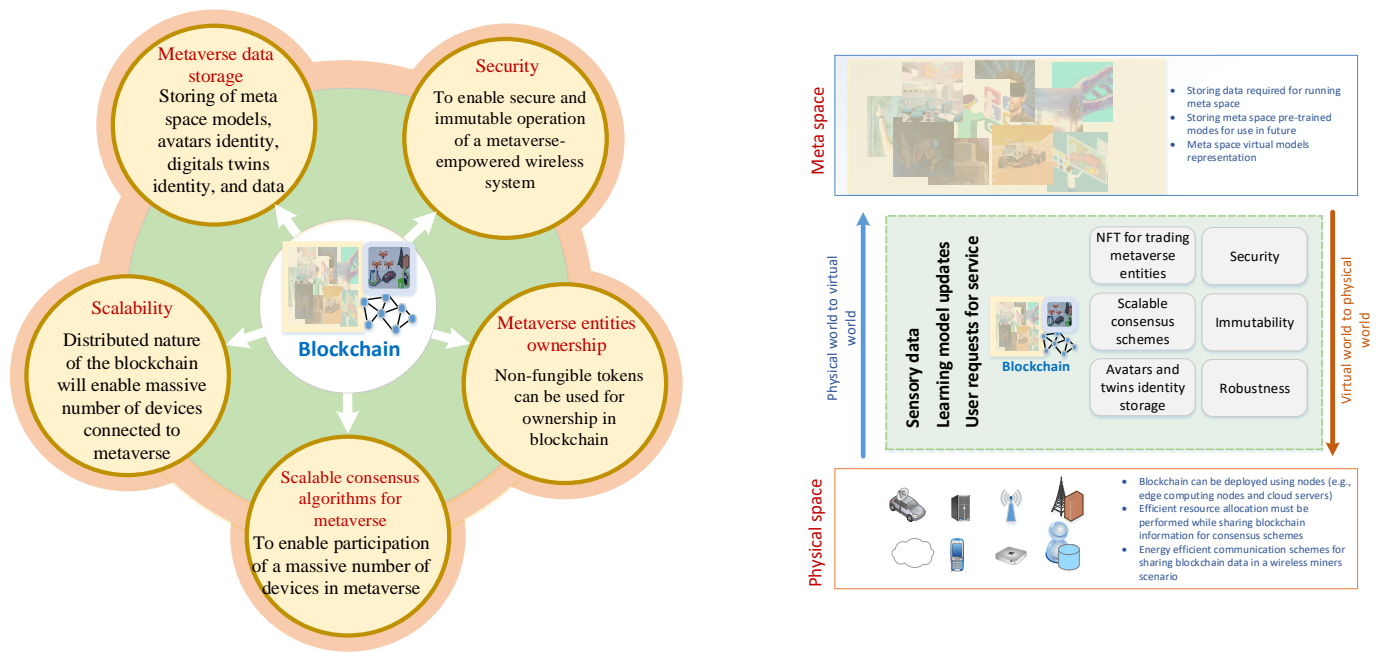 Metaverse data
storage
Storing of meta
space models,
avatars identity,
digitals twins
identity, and data
Security
To enable secure and
immutable operation
of a metaverse-
empowered wireless
system
Scalability
Distributed nature
of the blockchain
will enable massive
number of devices
connected to
metaverse
Blockchain
Metaverse entities
ownership
Non-fungible tokens
can be used for
ownership in
blockchain
Scalable consensus
algorithms for
metaverse
To enable participation
of a massive number of
devices in metaverse
Meta space
• Storing data required for running
meta space
• Storing meta space pre-trained
modes for use in future
• Meta space virtual models
representation
Physical world to virtual
world
Sensory data
Learning model updates
User requests for service
Blockchain
NFT for trading
metaverse
entities
Security
Scalable
consensus
schemes
Immutability
Avatars and
twins identity
storage
Robustness
Virtual world to physical
world
Physical space
• Blockchain can be deployed using nodes (e.g.,
edge computing nodes and cloud servers)
• Efficient resource allocation must be
performed while sharing blockchain
information for consensus schemes
• Energy efficient communication schemes for
sharing blockchain data in a wireless miners
scenario